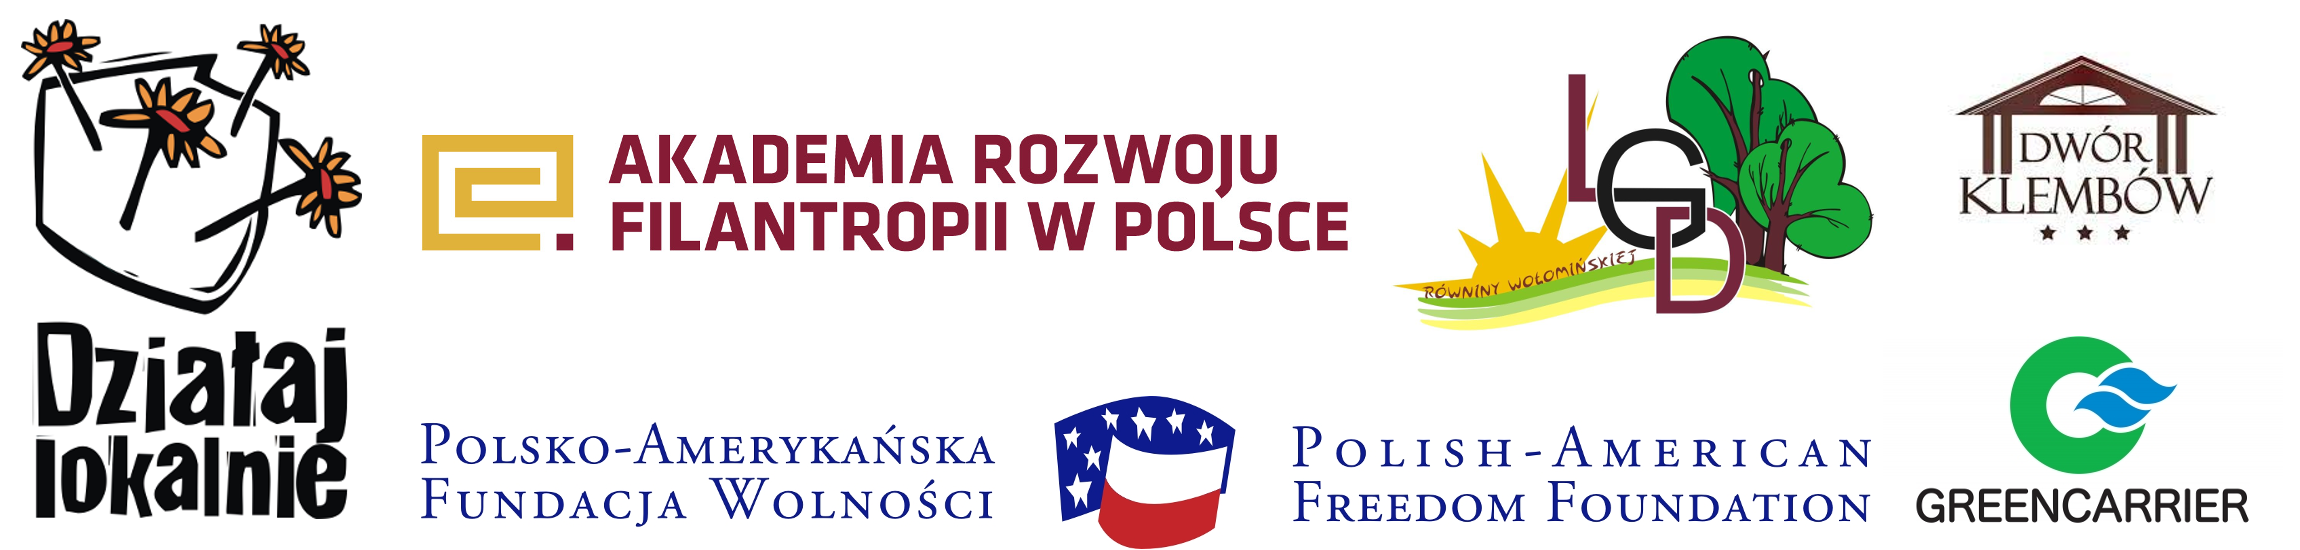 Działaj
lokalnie
AKADEMIA ROZWOJU
FILANTROPII W POLSCE
POLSKO-AMERYKAŃSKA
FUNDACJA WOLNOŚCI
POLISH-AMERICAN
FREEDOM FOUNDATION
LGD
RÓWNINY WOŁOMIŃSKIEJ
DWÓR
KLEMBÓW
GREENCARRIER